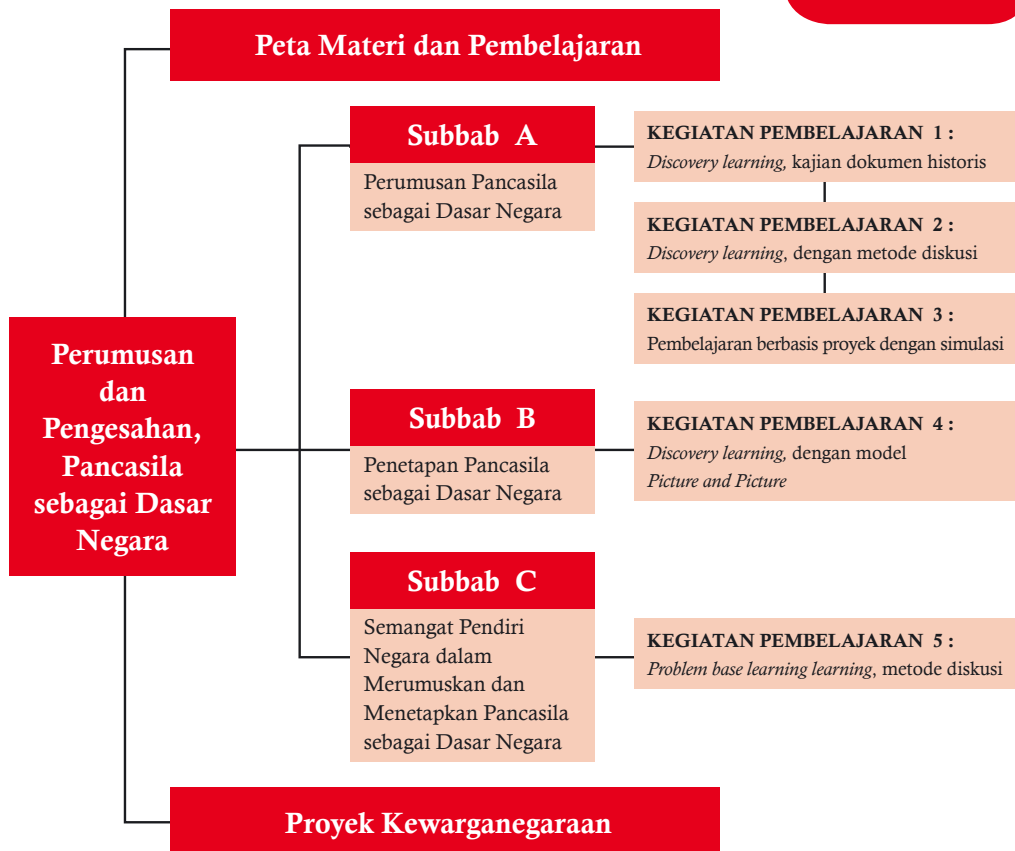 Peta Materi dan Pembelajaran
Subbab A
Perumusan Pancasila
sebagai Dasar Negara
KEGIATAN PEMBELAJARAN 1 :
Discovery learning, kajian dokumen historis
KEGIATAN PEMBELAJARAN 2 :
Discovery learning, dengan metode diskusi
KEGIATAN PEMBELAJARAN 3 :
Pembelajaran berbasis proyek dengan simulasi
Perumusan
dan
Pengesahan,
Pancasila
sebagai Dasar
Negara
Subbab B
Penetapan Pancasila
sebagai Dasar Negara
KEGIATAN PEMBELAJARAN 4 :
Discovery learning, dengan model
Picture and Picture
Subbab C
Semangat Pendiri
Negara dalam
Merumuskan dan
Menetapkan Pancasila
sebagai Dasar Negara
KEGIATAN PEMBELAJARAN 5 :
Problem base learning learning, metode diskusi
Proyek Kewarganegaraan